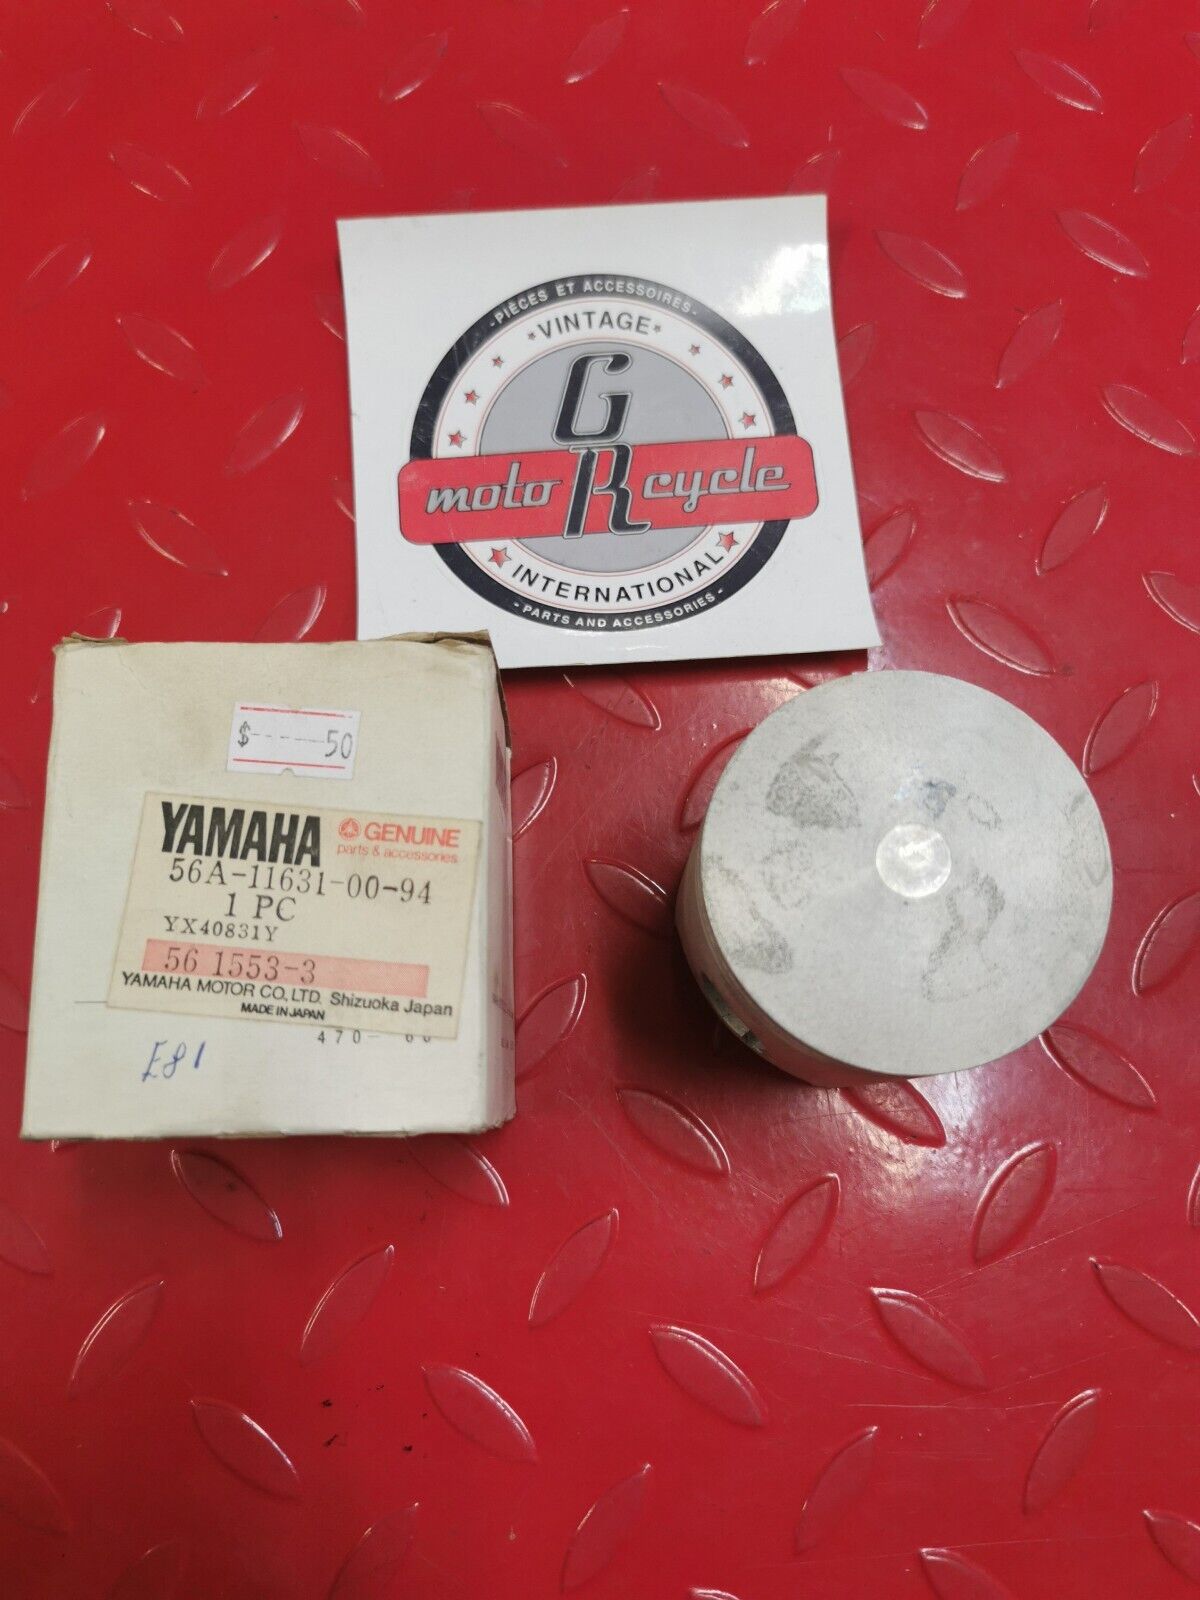 -PIÈCES ET ACCESSOIRES-
*VINTAGE*
G
moto R cycle
INTERNATIONAL
-PARTS AND ACCESSORIES-
$------50
YAMAHA GENUINE
parts & accessories
56A-11631-00-94
1 PC
YX40831Y
56 1553-3
YAMAHA MOTOR CO., LTD. Shizuoka Japan
MADE IN JAPAN
470-
E81